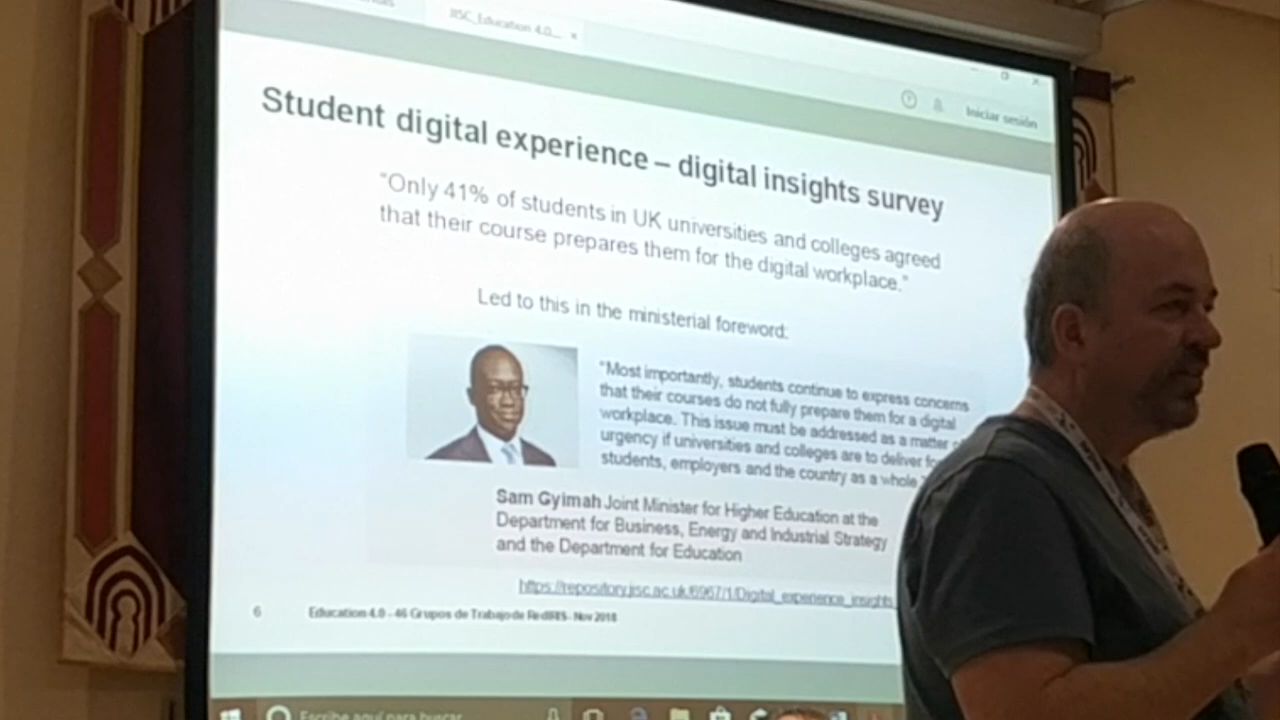 JISC_Education 4.0... ×
Iniciar sesión
Student digital experience – digital insights survey
"Only 41% of students in UK universities and colleges agreed
that their course prepares them for the digital workplace."
Led to this in the ministerial foreword:
"Most importantly, students continue to express concerns
that their courses do not fully prepare them for a digital
workplace. This issue must be addressed as a matter
urgency if universities and colleges are to deliver
students, employers and the country as a whole
Sam Gyimah Joint Minister for Higher Education at the
Department for Business, Energy and Industrial Strategy
and the Department for Education
https://repository.jisc.ac.uk/6967/1/Digital_experience_insights
6
Education 4.0 - 46 Grupos de Trabajo de RedIRIS - Nov 2018
Escribe aquí para buscar